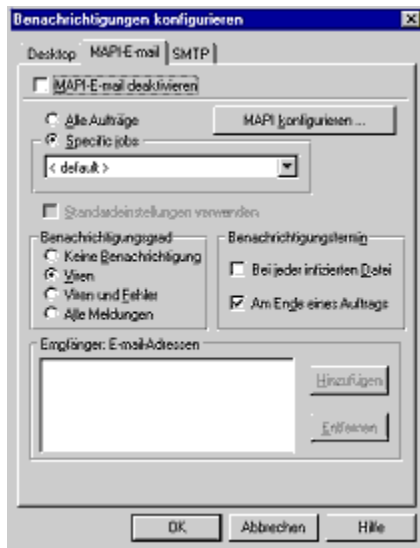 Benachrichtigungen konfigurieren
Desktop MAPI-E-mail SMTP
MAPI-E-mail deaktivieren
Alle Aufträge
MAPI konfigurieren ...
Specific jobs
< default >
Standardeinstellungen verwenden
Benachrichtigungsgrad
Keine Benachrichtigung
Viren
Viren und Fehler
Alle Meldungen
Benachrichtigungstermin
Bei jeder infizierten Datei
Am Ende eines Auftrags
Empfänger: E-mail-Adressen
Hinzufügen
Entfernen
OK Abbrechen Hilfe